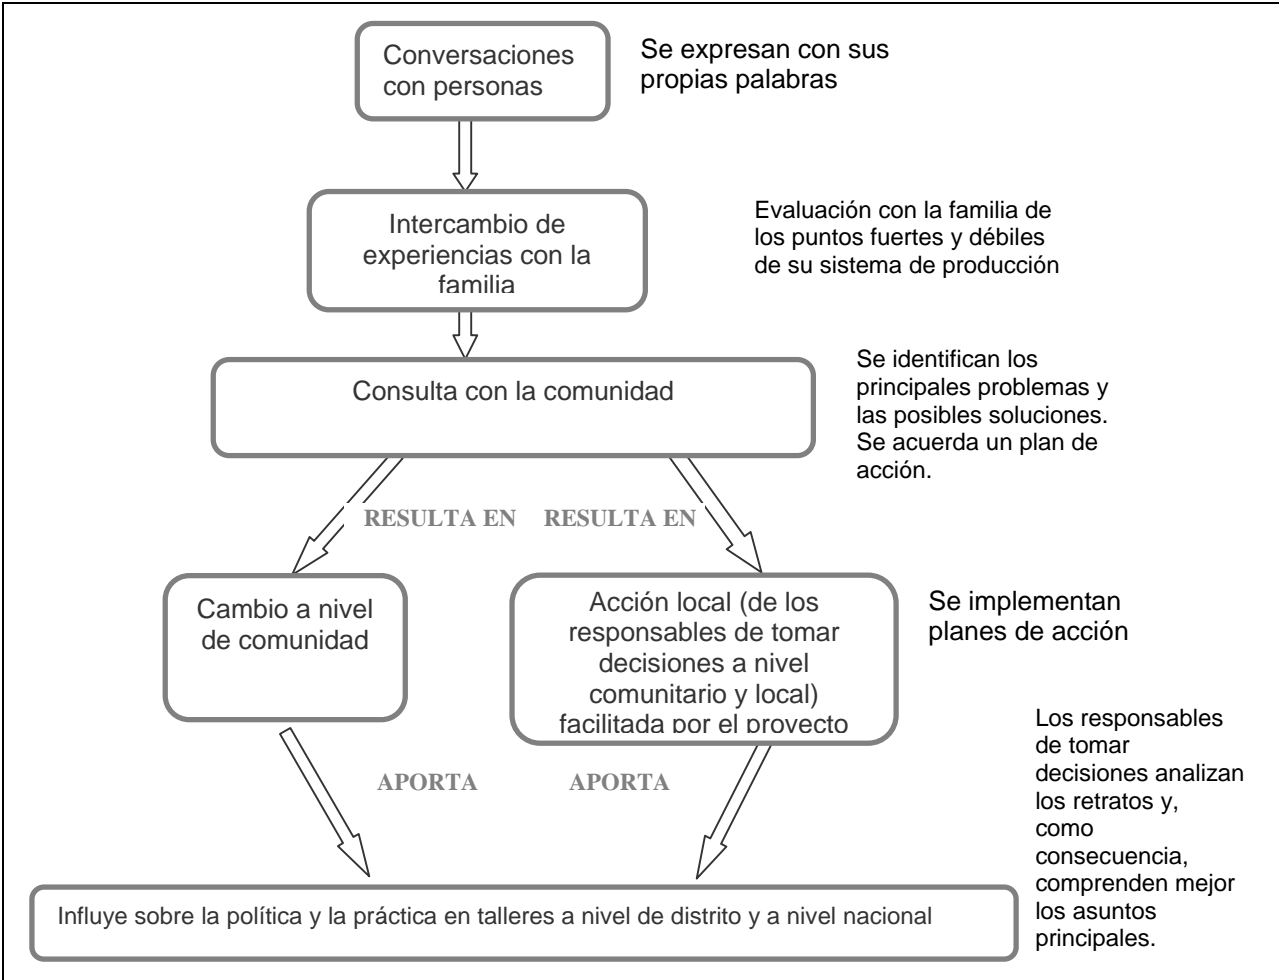 Conversaciones
con personas
Se expresan con sus
propias palabras
Intercambio de
experiencias con la
familia
Evaluación con la familia de
los puntos fuertes y débiles
de su sistema de producción
Consulta con la comunidad
Se identifican los
principales problemas y
las posibles soluciones.
Se acuerda un plan de
acción.
RESULTA EN
RESULTA EN
Cambio a nivel
de comunidad
Acción local (de los
responsables de tomar
decisiones a nivel
comunitario y local)
facilitada por el proyecto
Se implementan
planes de acción
APORTA
APORTA
Los responsables
de tomar
decisiones analizan
los retratos y,
como
consecuencia,
comprenden mejor
los asuntos
principales.
Influye sobre la política y la práctica en talleres a nivel de distrito y a nivel nacional